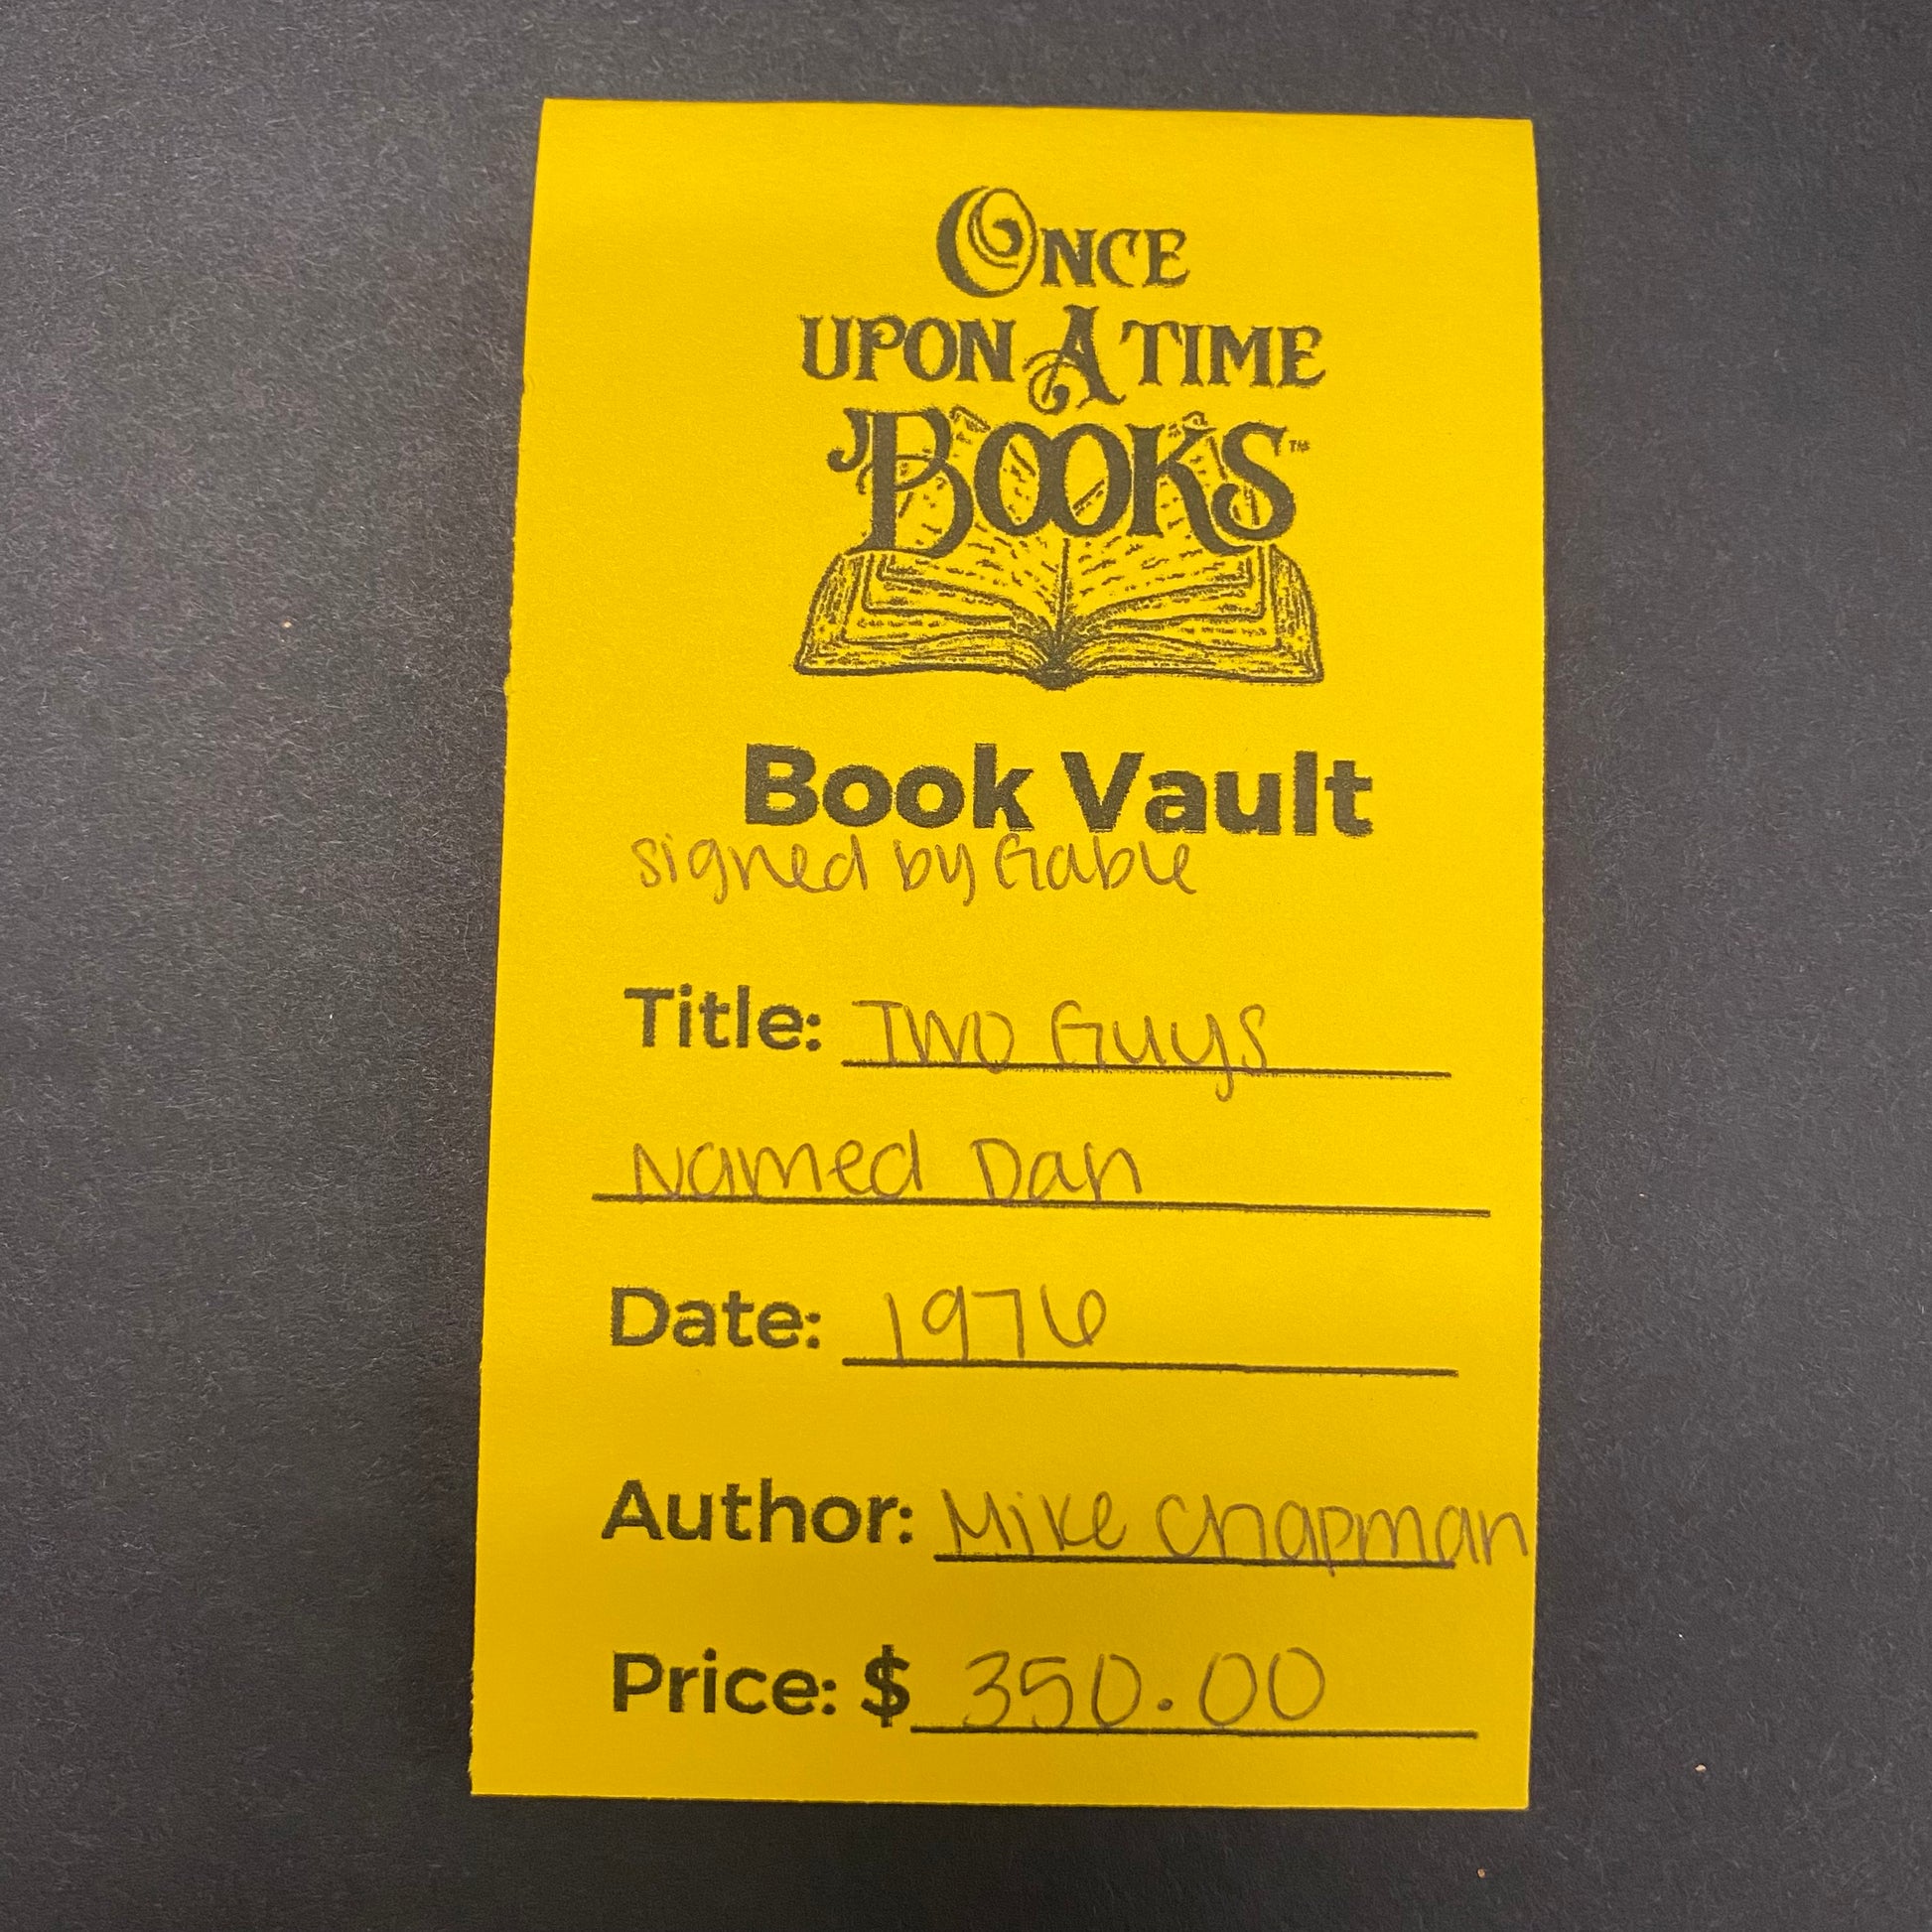 ONCE
UPON A TIME
BOOKS™
Book Vault
signed by Gable
Title: Two Guys
Named Dan
Date: 1976
Author: Mike Chapman
Price: $ 350.00